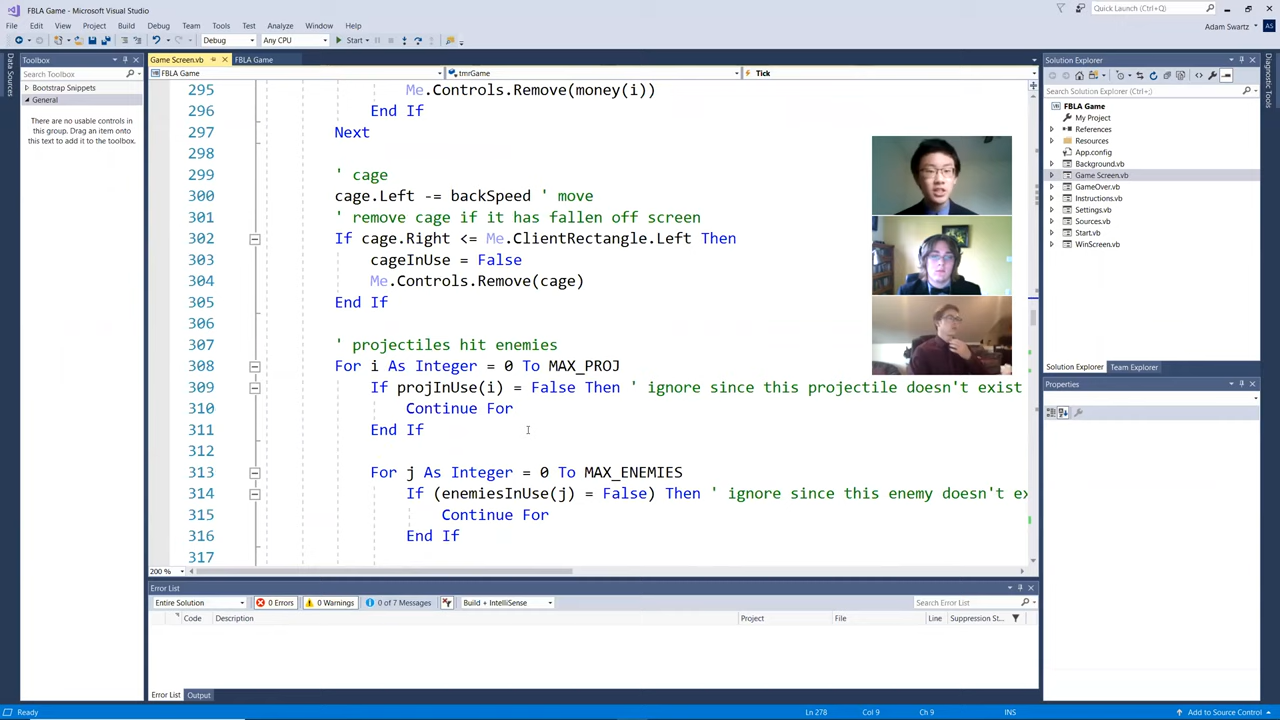 FBLA Game - Microsoft Visual Studio
Quick Launch (Ctrl+Q)
File Edit View Project Build Debug Team Tools Test Analyze Window Help
Adam Swartz AS
Debug Any CPU Start
Data Sources
Toolbox
Search Toolbox
Bootstrap Snippets
General
There are no usable controls in
this group. Drag an item onto
this text to add it to the toolbox.
Game Screen.vb FBLA Game
FBLA Game tmrGame Tick
295 Me.Controls.Remove(money(i))
296 End If
297 Next
298
299 ' cage
300 cage.Left -= backSpeed ' move
301 ' remove cage if it has fallen off screen
302 If cage.Right <= Me.ClientRectangle.Left Then
303 cageInUse = False
304 Me.Controls.Remove(cage)
305 End If
306
307 ' projectiles hit enemies
308 For i As Integer = 0 To MAX_PROJ
309 If projInUse(i) = False Then ' ignore since this projectile doesn't exist
310 Continue For
311 End If
312
313 For j As Integer = 0 To MAX_ENEMIES
314 If (enemiesInUse(j) = False) Then ' ignore since this enemy doesn't ex
315 Continue For
316 End If
317
200 %
Error List
Entire Solution 0 Errors 0 Warnings 0 of 7 Messages Build + IntelliSense Search Error List
Code Description Project File Line Suppression St...
Error List Output
Solution Explorer
Search Solution Explorer (Ctrl+;)
FBLA Game
My Project
References
Resources
App.config
Background.vb
Game Screen.vb
GameOver.vb
Instructions.vb
Settings.vb
Sources.vb
Start.vb
WinScreen.vb
Solution Explorer Team Explorer
Properties
Diagnostic Tools
Ready Ln 278 Col 9 Ch 9 INS Add to Source Control